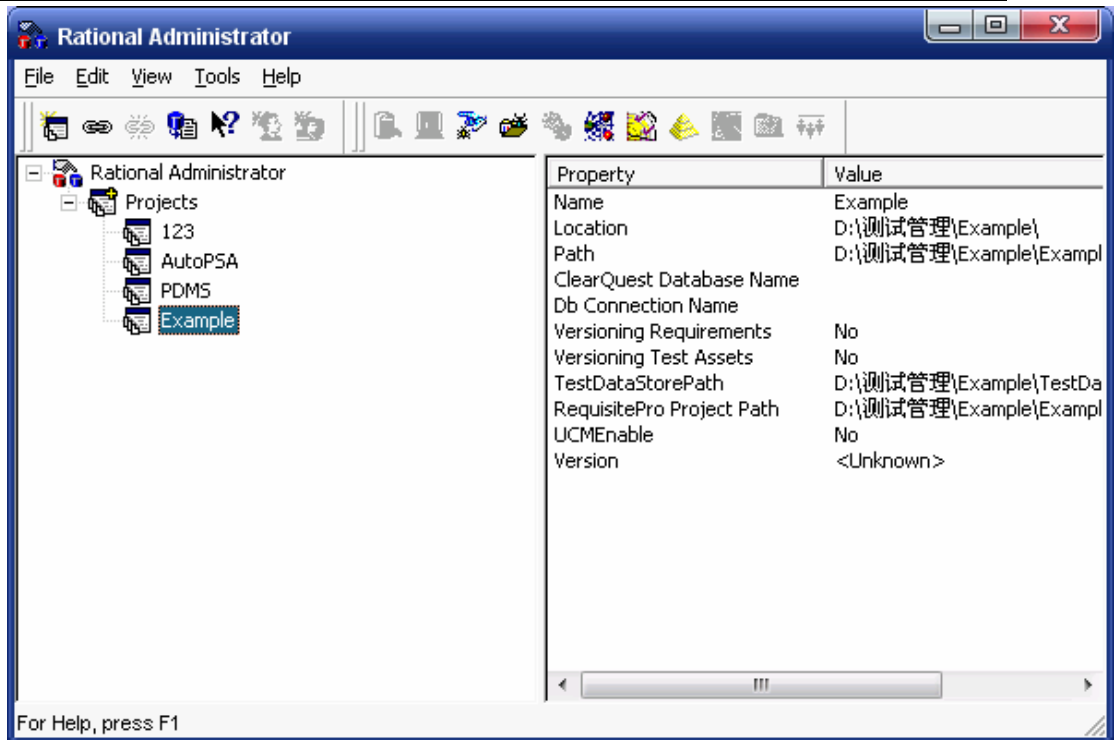 Rational Administrator
File Edit View Tools Help
Rational Administrator
Projects
123
AutoPSA
PDMS
Example
Property Value
Name Example
Location D:\测试管理\Example\
Path D:\测试管理\Example\Exampl
ClearQuest Database Name
Db Connection Name
Versioning Requirements No
Versioning Test Assets No
TestDataStorePath D:\测试管理\Example\TestDa
RequisitePro Project Path D:\测试管理\Example\Exampl
UCMEnable No
Version <Unknown>
For Help, press F1